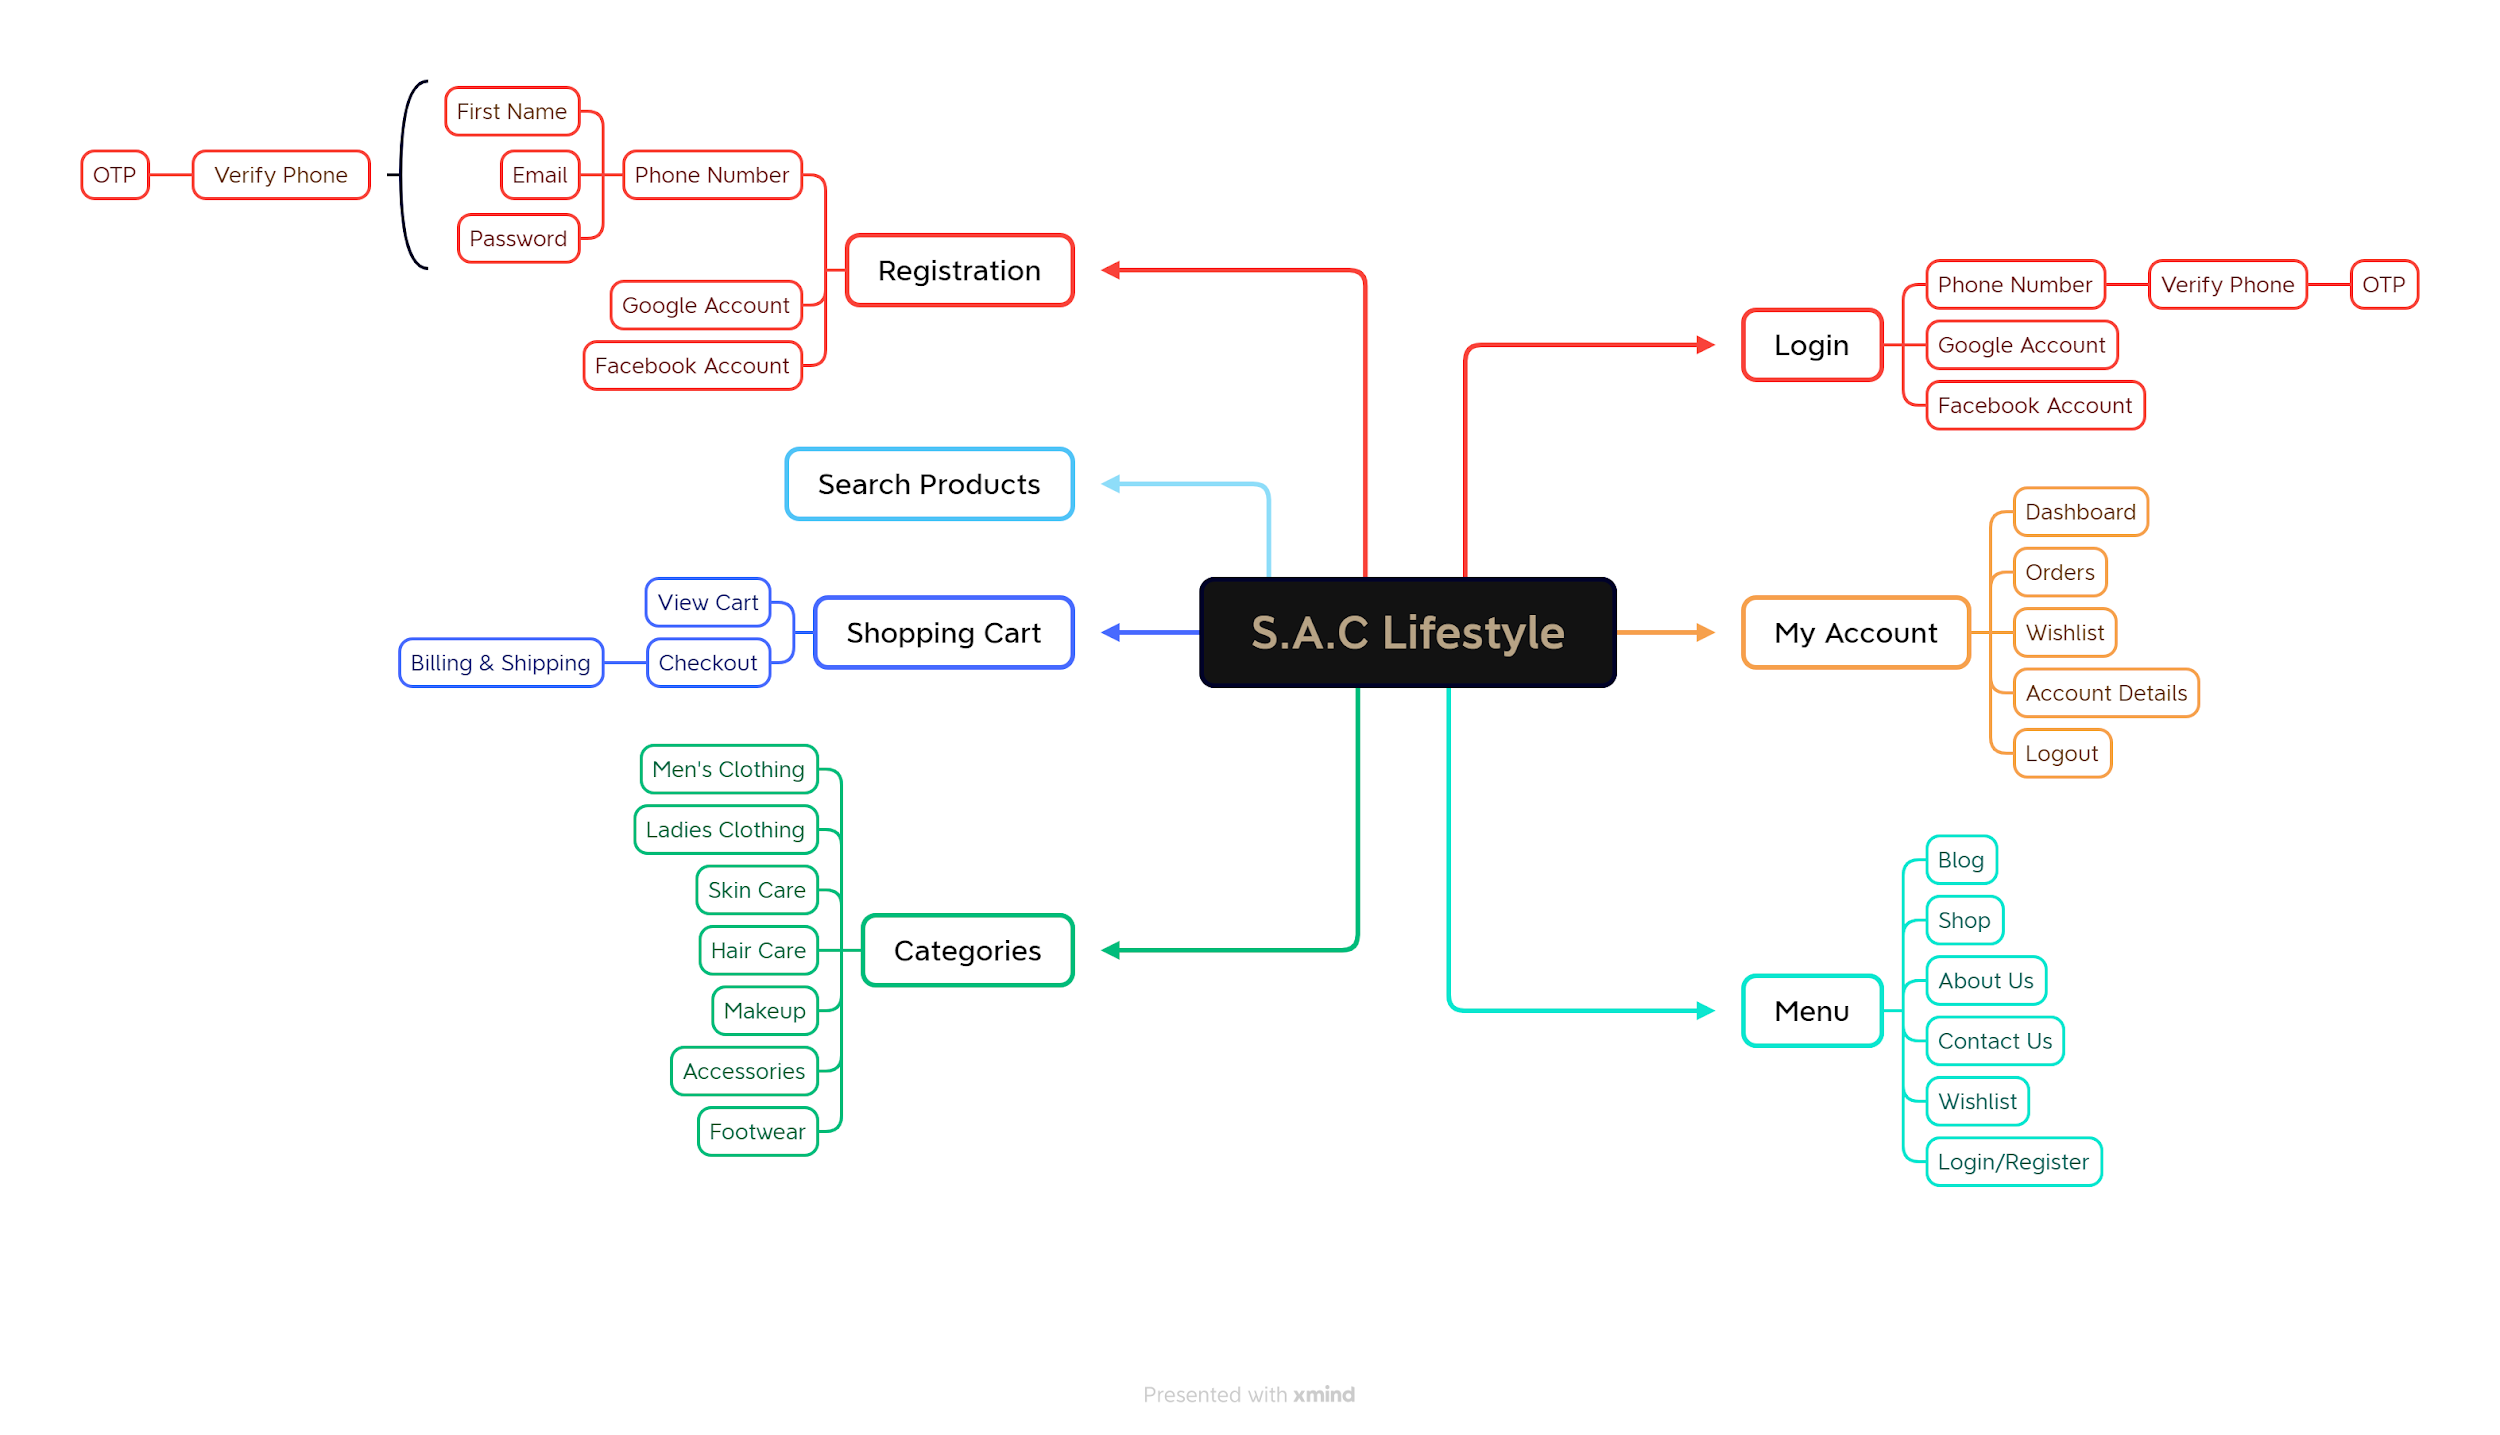 First Name
OTP
Verify Phone
Email
Phone Number
Password
Registration
Google Account
Facebook Account
Search Products
View Cart
Shopping Cart
Billing & Shipping
Checkout
Men's Clothing
Ladies Clothing
Skin Care
Hair Care
Categories
Makeup
Accessories
Footwear
S.A.C Lifestyle
Login
Phone Number
Verify Phone
OTP
Google Account
Facebook Account
My Account
Dashboard
Orders
Wishlist
Account Details
Logout
Menu
Blog
Shop
About Us
Contact Us
Wishlist
Login/Register
Presented with xmind